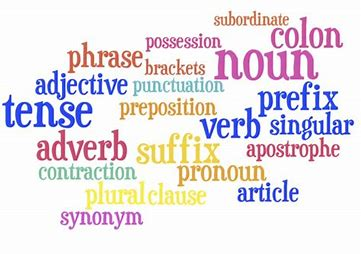 subordinate
colon
possession
phrase
noun
brackets
adjective
punctuation
prefix
tense
preposition
verb
singular
adverb
suffix
apostrophe
contraction
pronoun
plural
clause
article
synonym